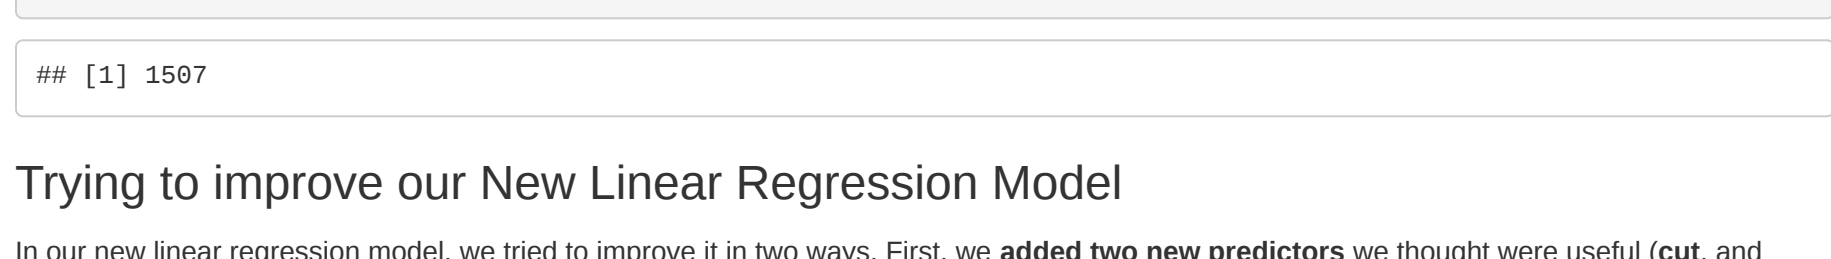 ## [1] 1507
Trying to improve our New Linear Regression Model
In our new linear regression model, we tried to improve it in two ways. First, we added two new predictors we thought were useful (cut, and